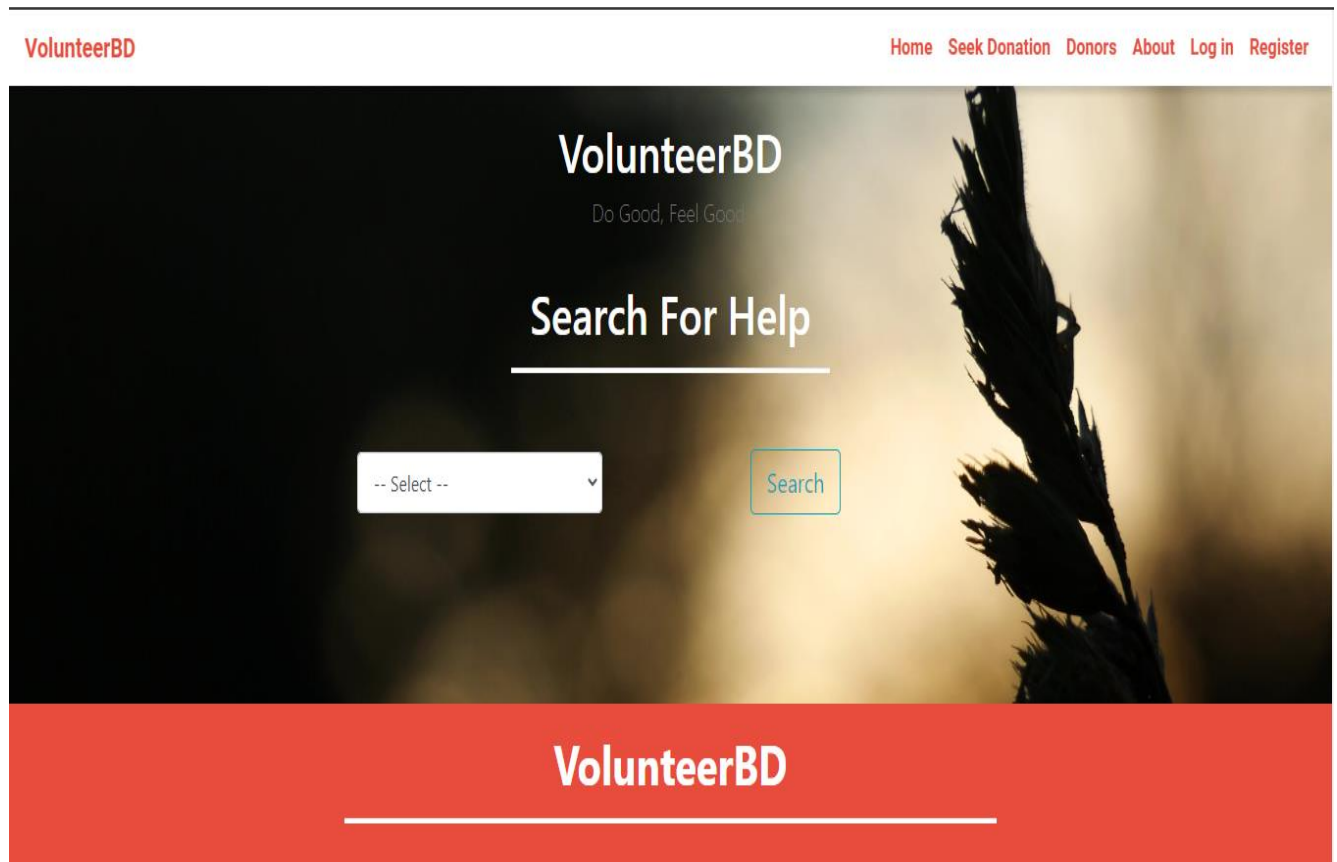 VolunteerBD
Home Seek Donation Donors About Log in Register
VolunteerBD
Do Good, Feel Good
Search For Help
-- Select --
Search
VolunteerBD